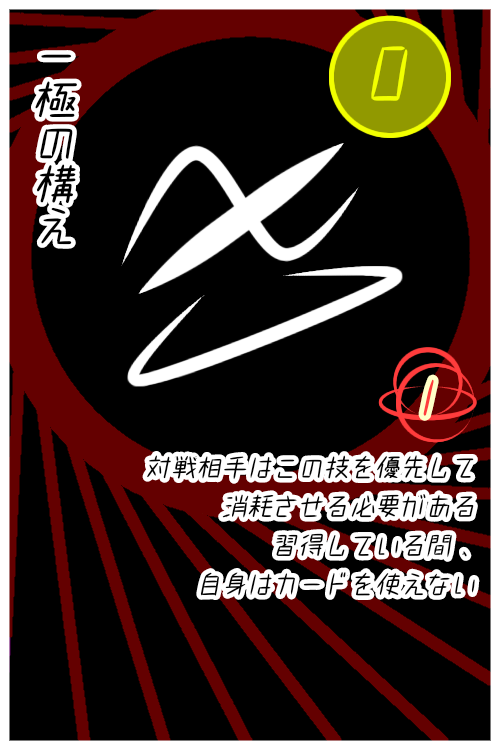 一極の構え
0
1
対戦相手はこの技を優先して
消耗させる必要がある
習得している間、
自身はカードを使えない